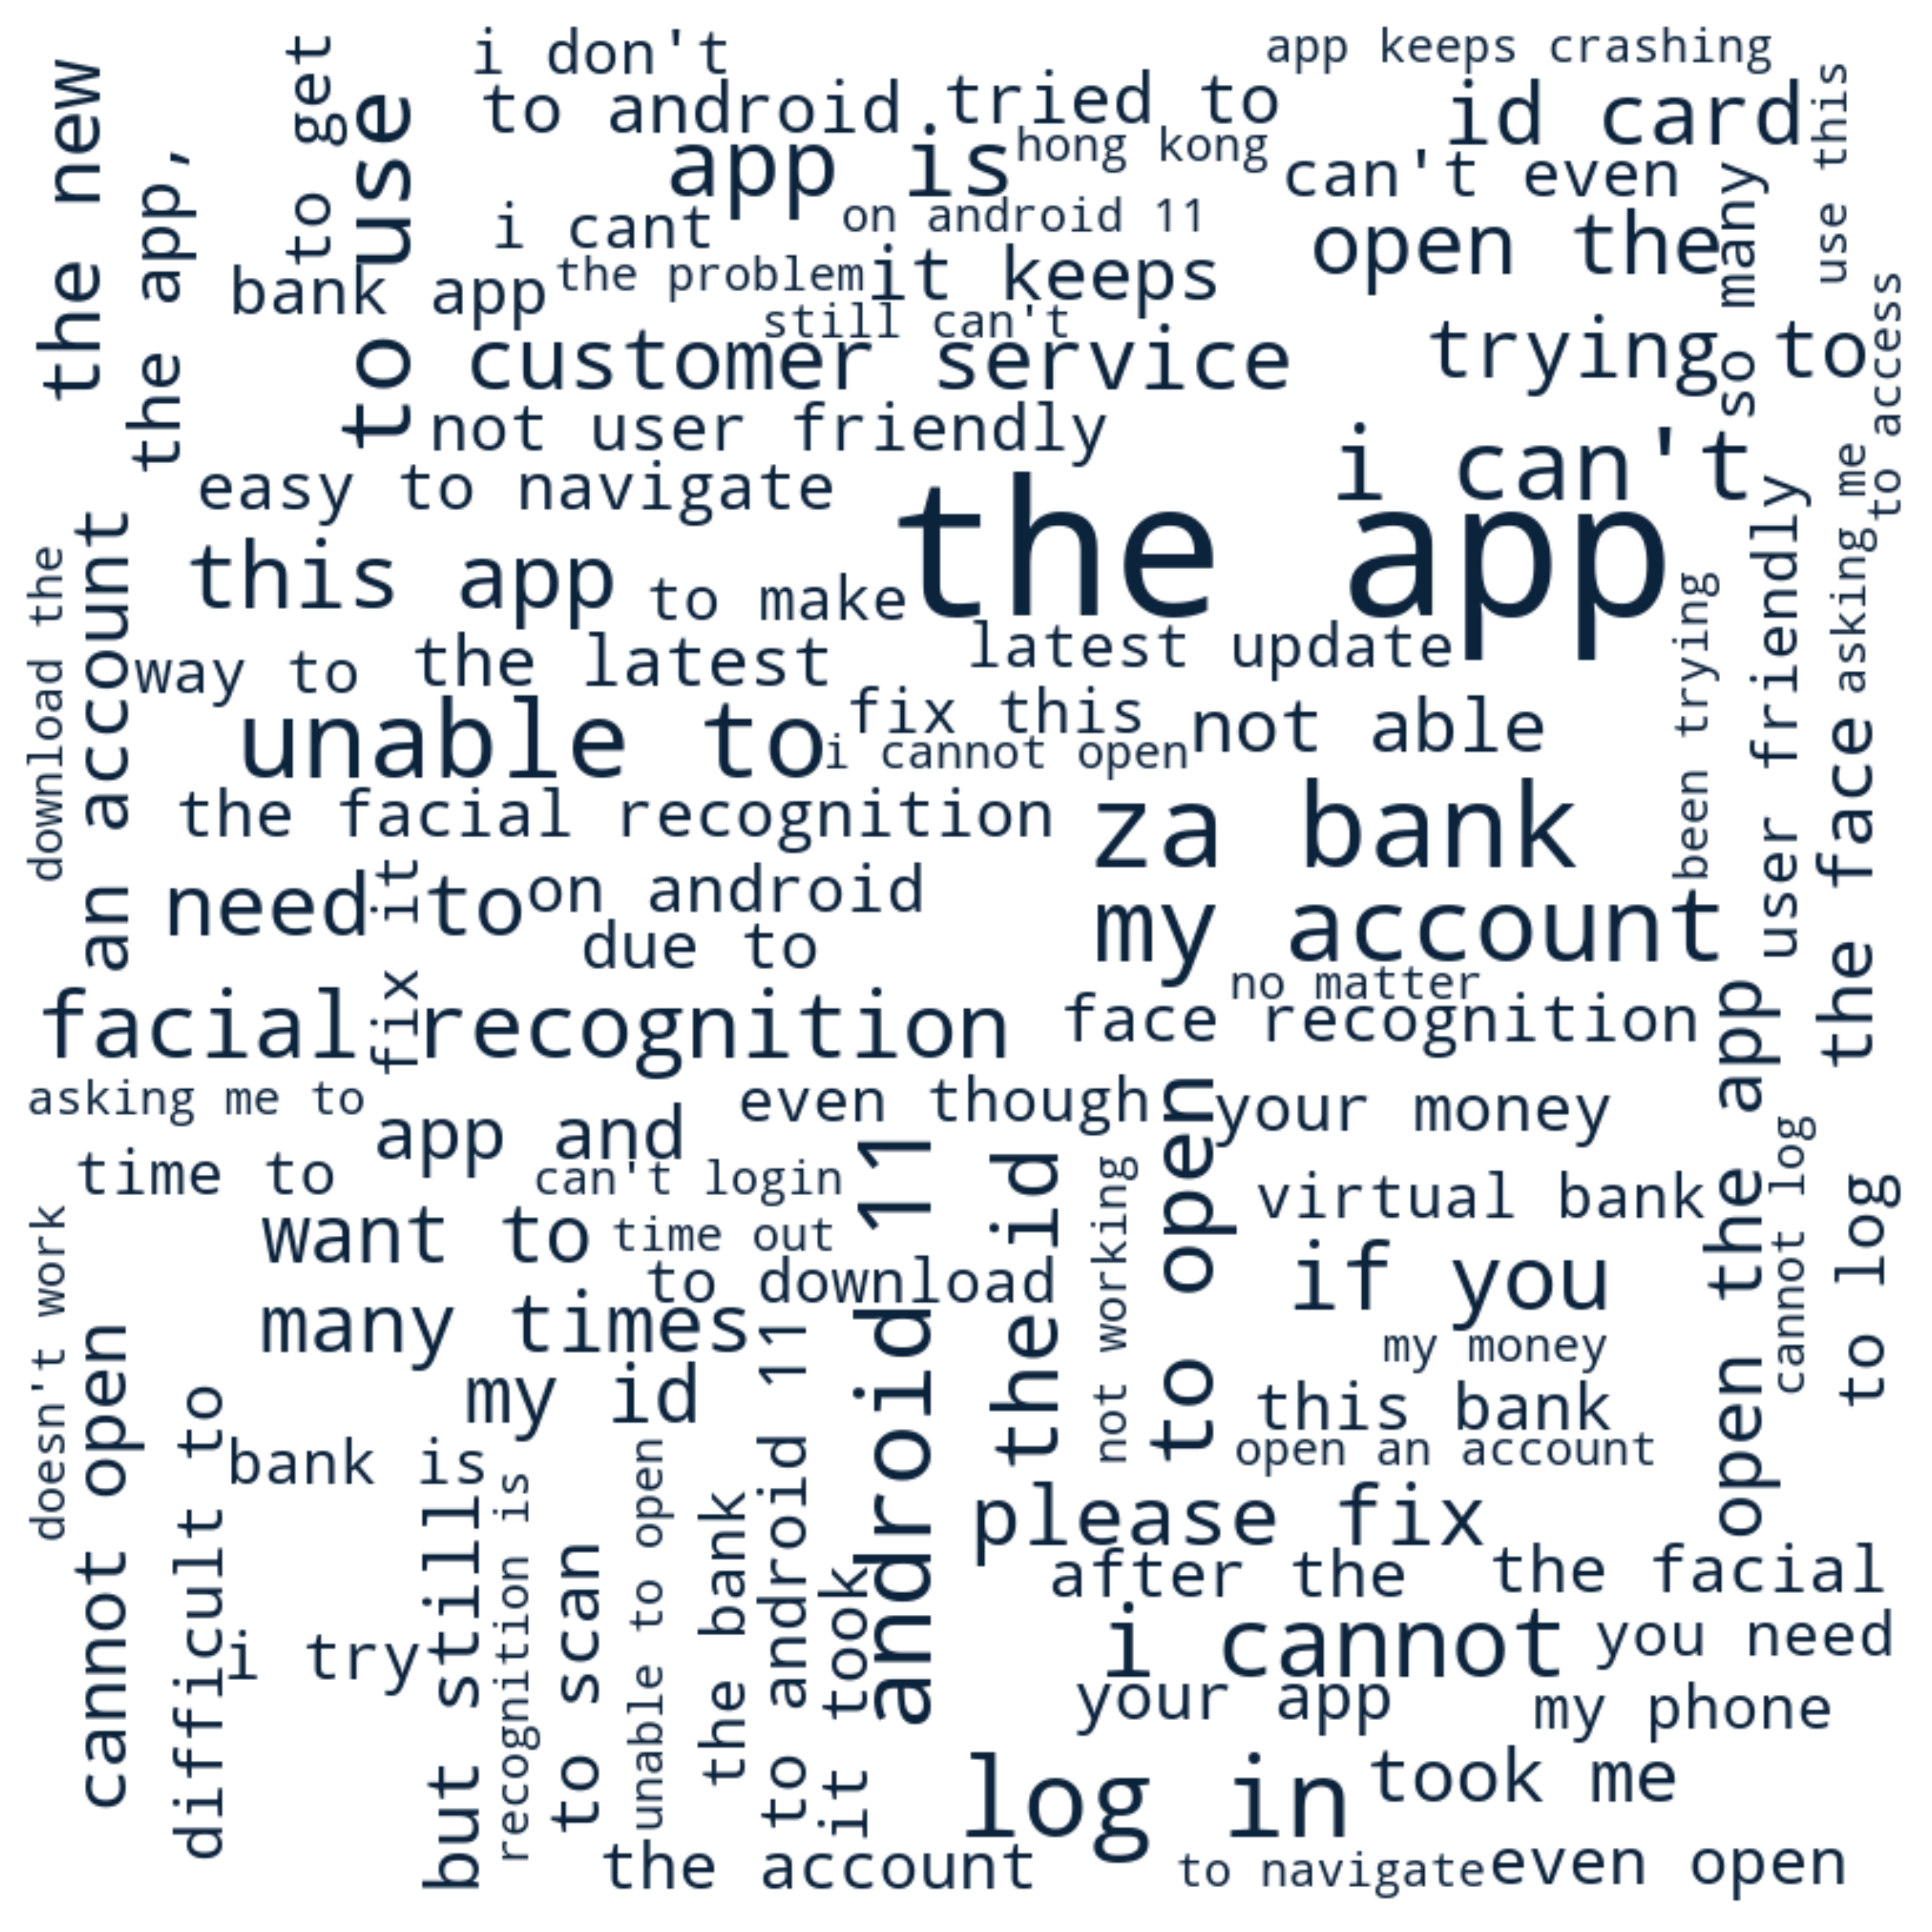 i don't
app keeps crashing
the new
to get
to use
to android
tried to
id card
use this
the app,
app is
hong kong
can't even
so many
i cant
on android 11
open the
bank app
the problem
it keeps
to access
still can't
customer service
trying to
not user friendly
i can't
asking me
easy to navigate
the app
user friendly
an account
download the
this app
to make
been trying
way to
the latest
latest update
unable to
fix this
i cannot open
not able
the face
the facial recognition
za bank
need to
fix it
on android
my account
due to
no matter
facial recognition
face recognition
open the app
asking me to
app and
even though
to open
your money
time to
can't login
android 11
the id
not working
virtual bank
cannot log
to log
doesn't work
want to
time out
to download
if you
many times
my money
cannot open
difficult to
my id
to android 11
this bank
bank is
open an account
but still
recognition is
to scan
unable to open
the bank
it took
please fix
after the
the facial
i try
i cannot
you need
your app
my phone
log in
took me
the account
to navigate
even open